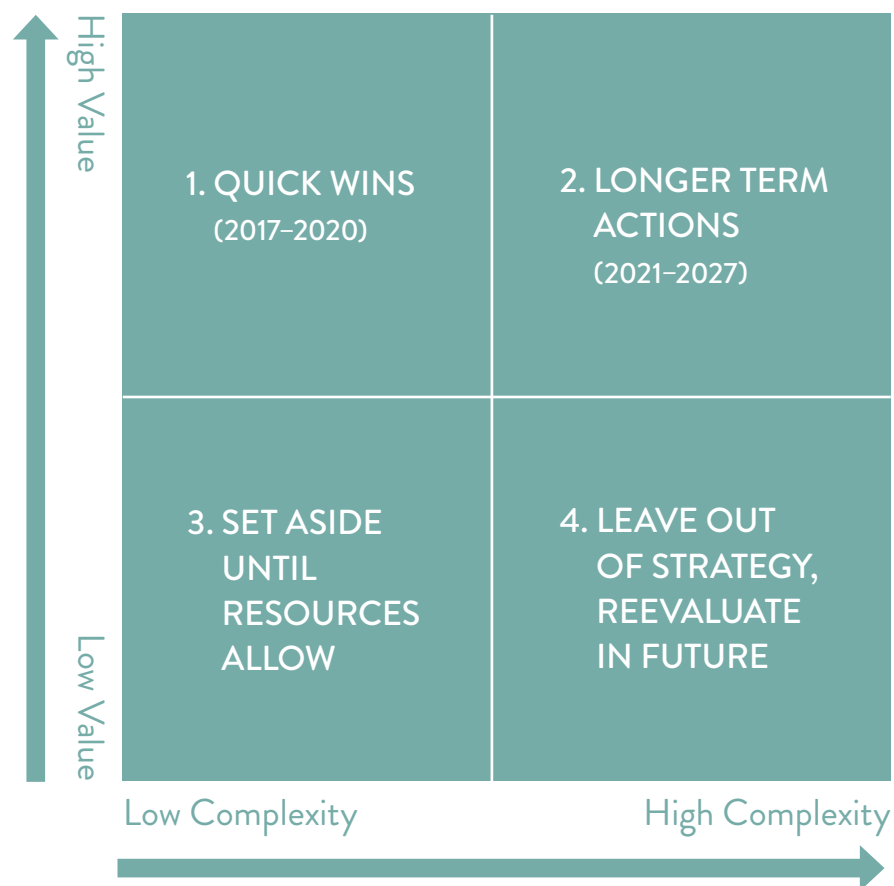 High Value
1. QUICK WINS
(2017–2020)
2. LONGER TERM
ACTIONS
(2021–2027)
3. SET ASIDE
UNTIL
RESOURCES
ALLOW
4. LEAVE OUT
OF STRATEGY,
REEVALUATE
IN FUTURE
Low Value
Low Complexity
High Complexity